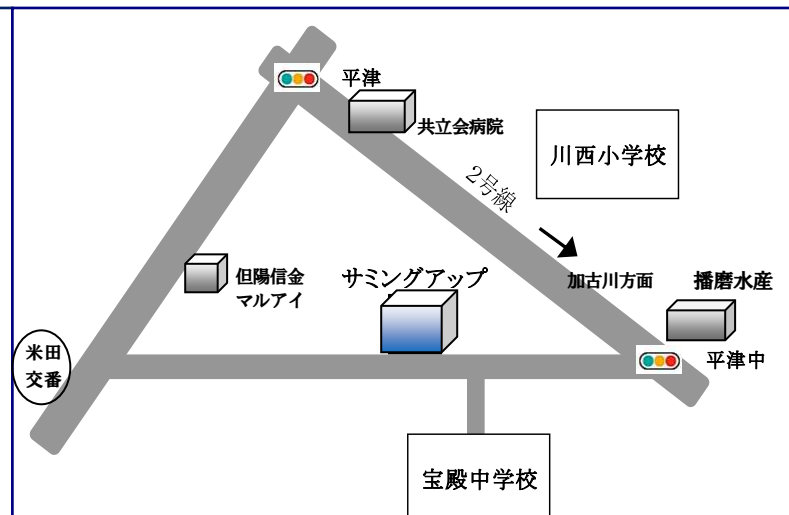 平津
共立会病院
川西小学校
2号線
加古川方面
播磨水産
但陽信金
マルアイ
サミングアップ
米田
交番
平津中
宝殿中学校